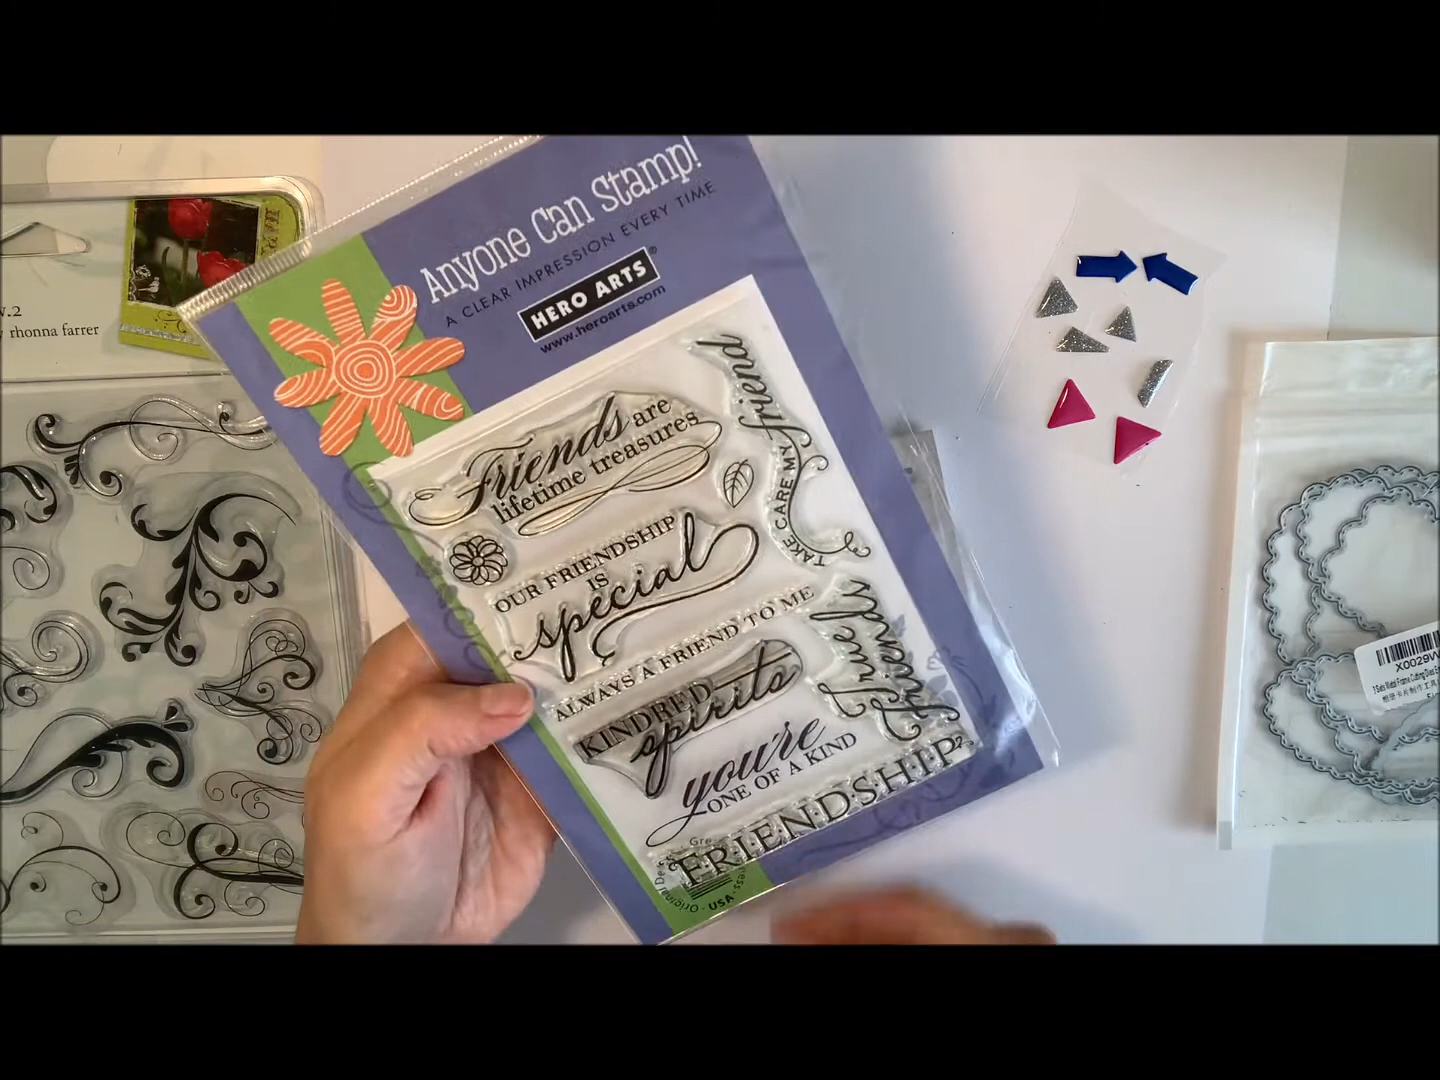 Anyone Can Stamp!
A CLEAR IMPRESSION EVERY TIME
HERO ARTS®
www.heroarts.com
Friends are
lifetime treasures
TAKE CARE MY friend
OUR FRIENDSHIP
IS
special
ALWAYS A FRIEND TO ME
True
friends
KINDRED
spirits
you're
ONE OF A KIND
FRIENDSHIP
USA
rhonna farrer
X0029W